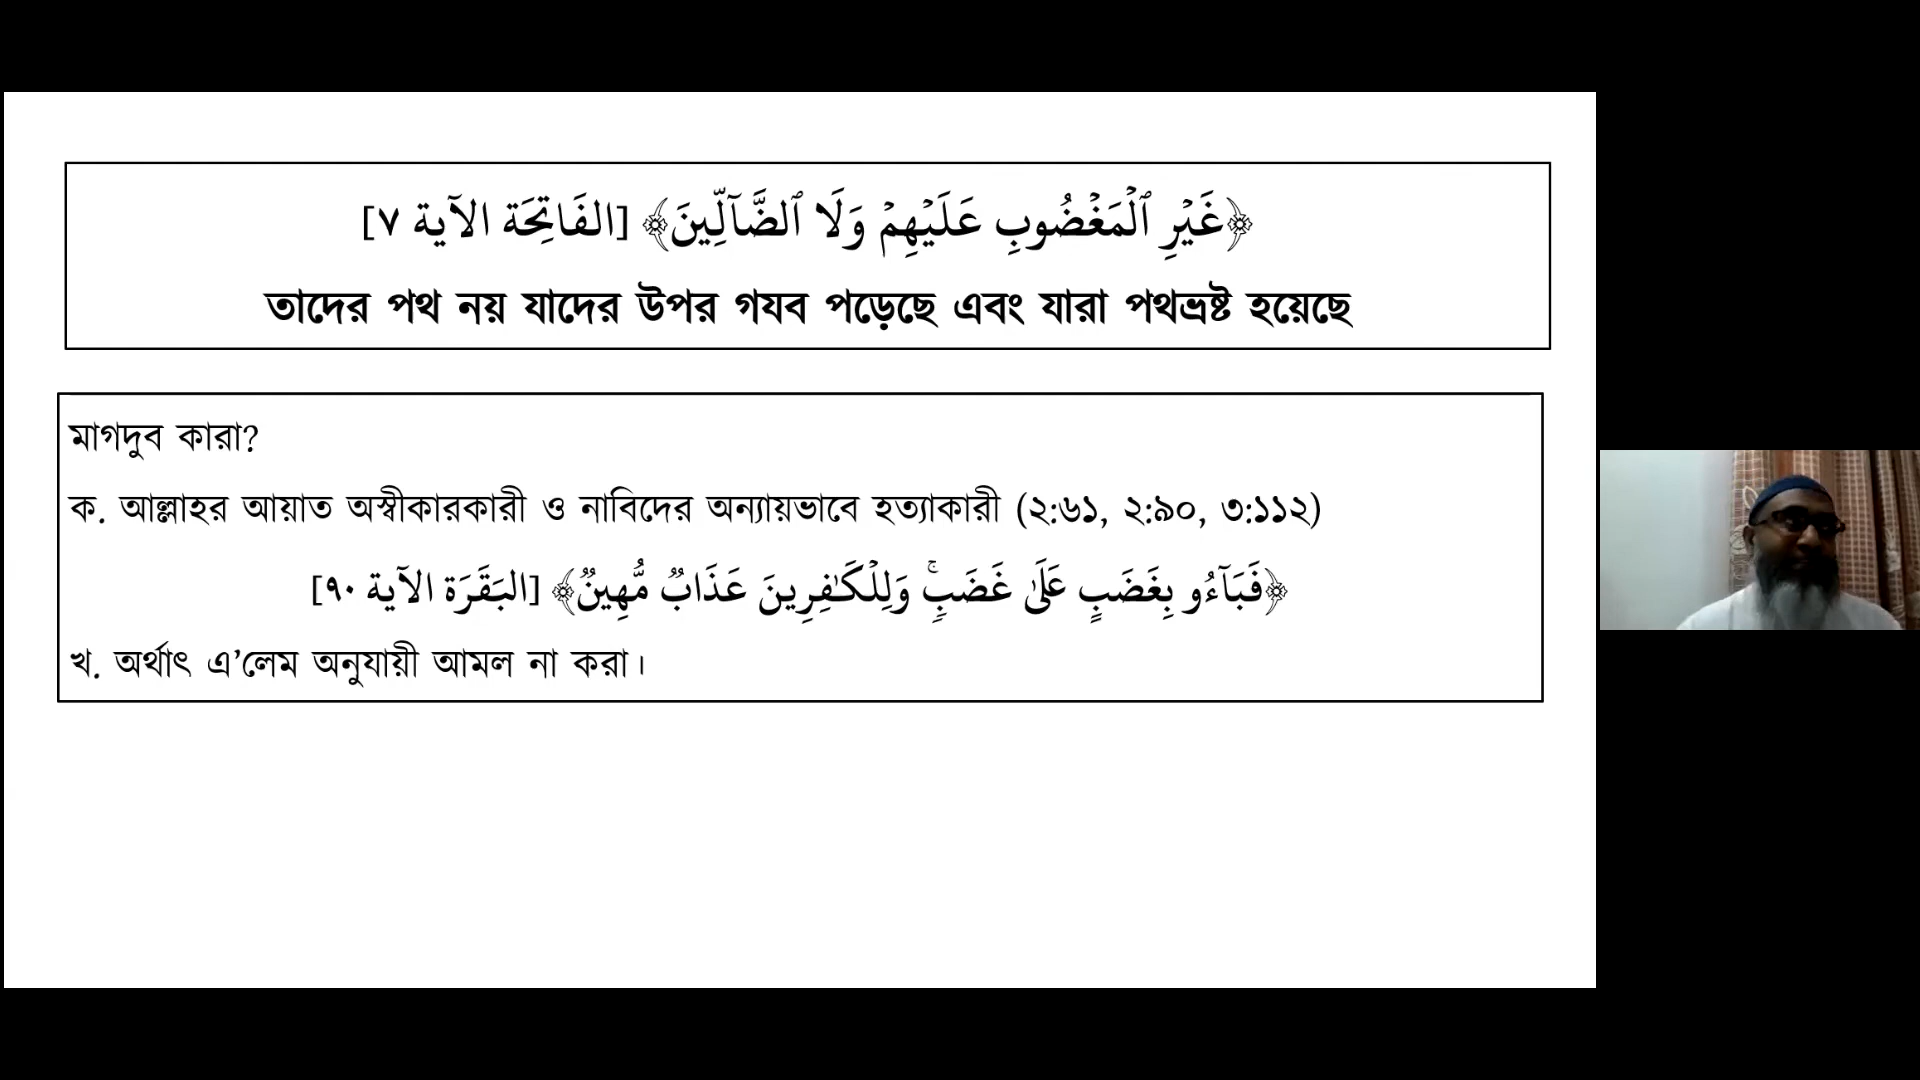 ﴿غَيۡرِ ٱلۡمَغۡضُوبِ عَلَيۡهِمۡ وَلَا ٱلضَّآلِّينَ﴾ [الفَاتِحَة الآية ٧]
তাদের পথ নয় যাদের উপর গযব পড়েছে এবং যারা পথভ্রষ্ট হয়েছে
মাগদুব কারা?
ক. আল্লাহর আয়াত অস্বীকারকারী ও নাবিদের অন্যায়ভাবে হত্যাকারী (২:৬১, ২:৯০, ৩:১১২)
﴿فَبَآءُو بِغَضَبٍ عَلَىٰ غَضَبٖۚ وَلِلۡكَٰفِرِينَ عَذَابٞ مُّهِينٞ﴾ [البَقَرَة الآية ٩٠]
খ. অর্থাৎ এ’লেম অনুযায়ী আমল না করা।